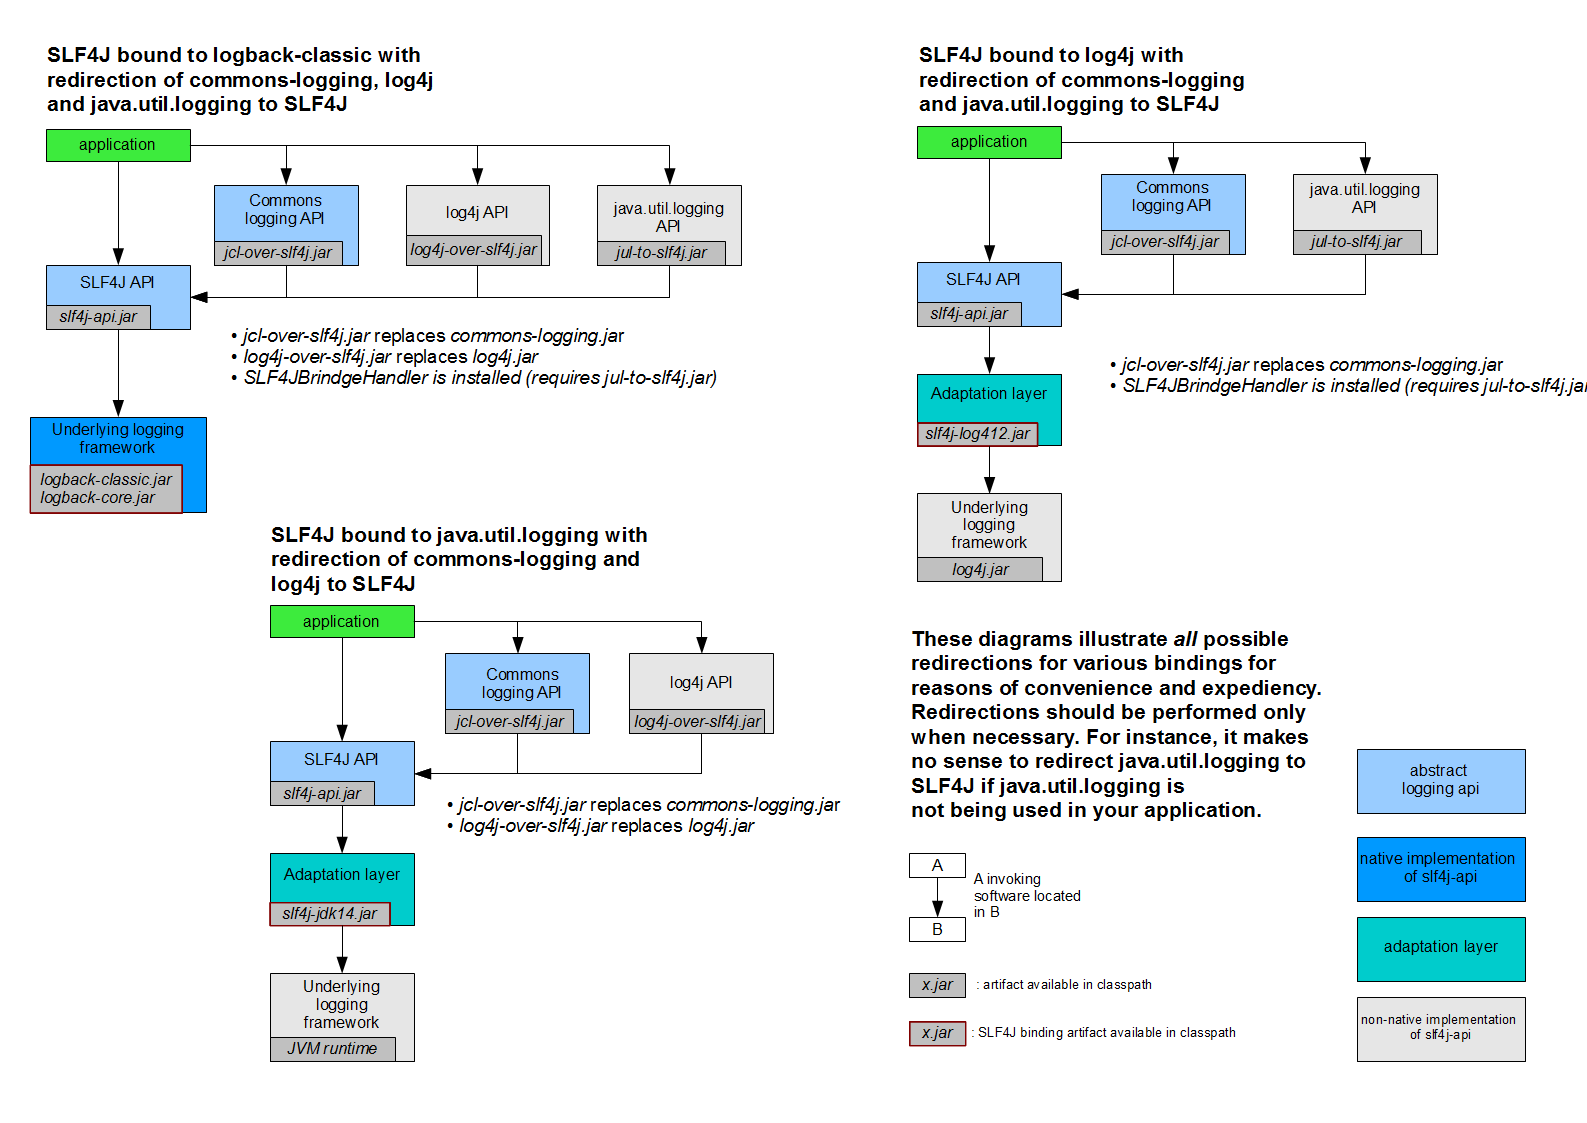 SLF4J bound to logback-classic with
redirection of commons-logging, log4j
and java.util.logging to SLF4J
application
Commons
logging API
jcl-over-slf4j.jar
log4j API
log4j-over-slf4j.jar
java.util.logging
API
jul-to-slf4j.jar
SLF4J API
slf4j-api.jar
• jcl-over-slf4j.jar replaces commons-logging.jar
• log4j-over-slf4j.jar replaces log4j.jar
• SLF4JBrindgeHandler is installed (requires jul-to-slf4j.jar)
Underlying logging
framework
logback-classic.jar
logback-core.jar
SLF4J bound to log4j with
redirection of commons-logging
and java.util.logging to SLF4J
application
Commons
logging API
jcl-over-slf4j.jar
java.util.logging
API
jul-to-slf4j.jar
SLF4J API
slf4j-api.jar
• jcl-over-slf4j.jar replaces commons-logging.jar
• SLF4JBrindgeHandler is installed (requires jul-to-slf4j.jar
Adaptation layer
slf4j-log412.jar
Underlying
logging
framework
log4j.jar
SLF4J bound to java.util.logging with
redirection of commons-logging and
log4j to SLF4J
application
Commons
logging API
jcl-over-slf4j.jar
log4j API
log4j-over-slf4j.jar
SLF4J API
slf4j-api.jar
• jcl-over-slf4j.jar replaces commons-logging.jar
• log4j-over-slf4j.jar replaces log4j.jar
Adaptation layer
slf4j-jdk14.jar
Underlying
logging
framework
JVM runtime
These diagrams illustrate all possible
redirections for various bindings for
reasons of convenience and expediency.
Redirections should be performed only
when necessary. For instance, it makes
no sense to redirect java.util.logging to
SLF4J if java.util.logging is
not being used in your application.
A
A invoking
software located
in B
B
x.jar : artifact available in classpath
x.jar : SLF4J binding artifact available in classpath
abstract
logging api
native implementation
of slf4j-api
adaptation layer
non-native implementation
of slf4j-api